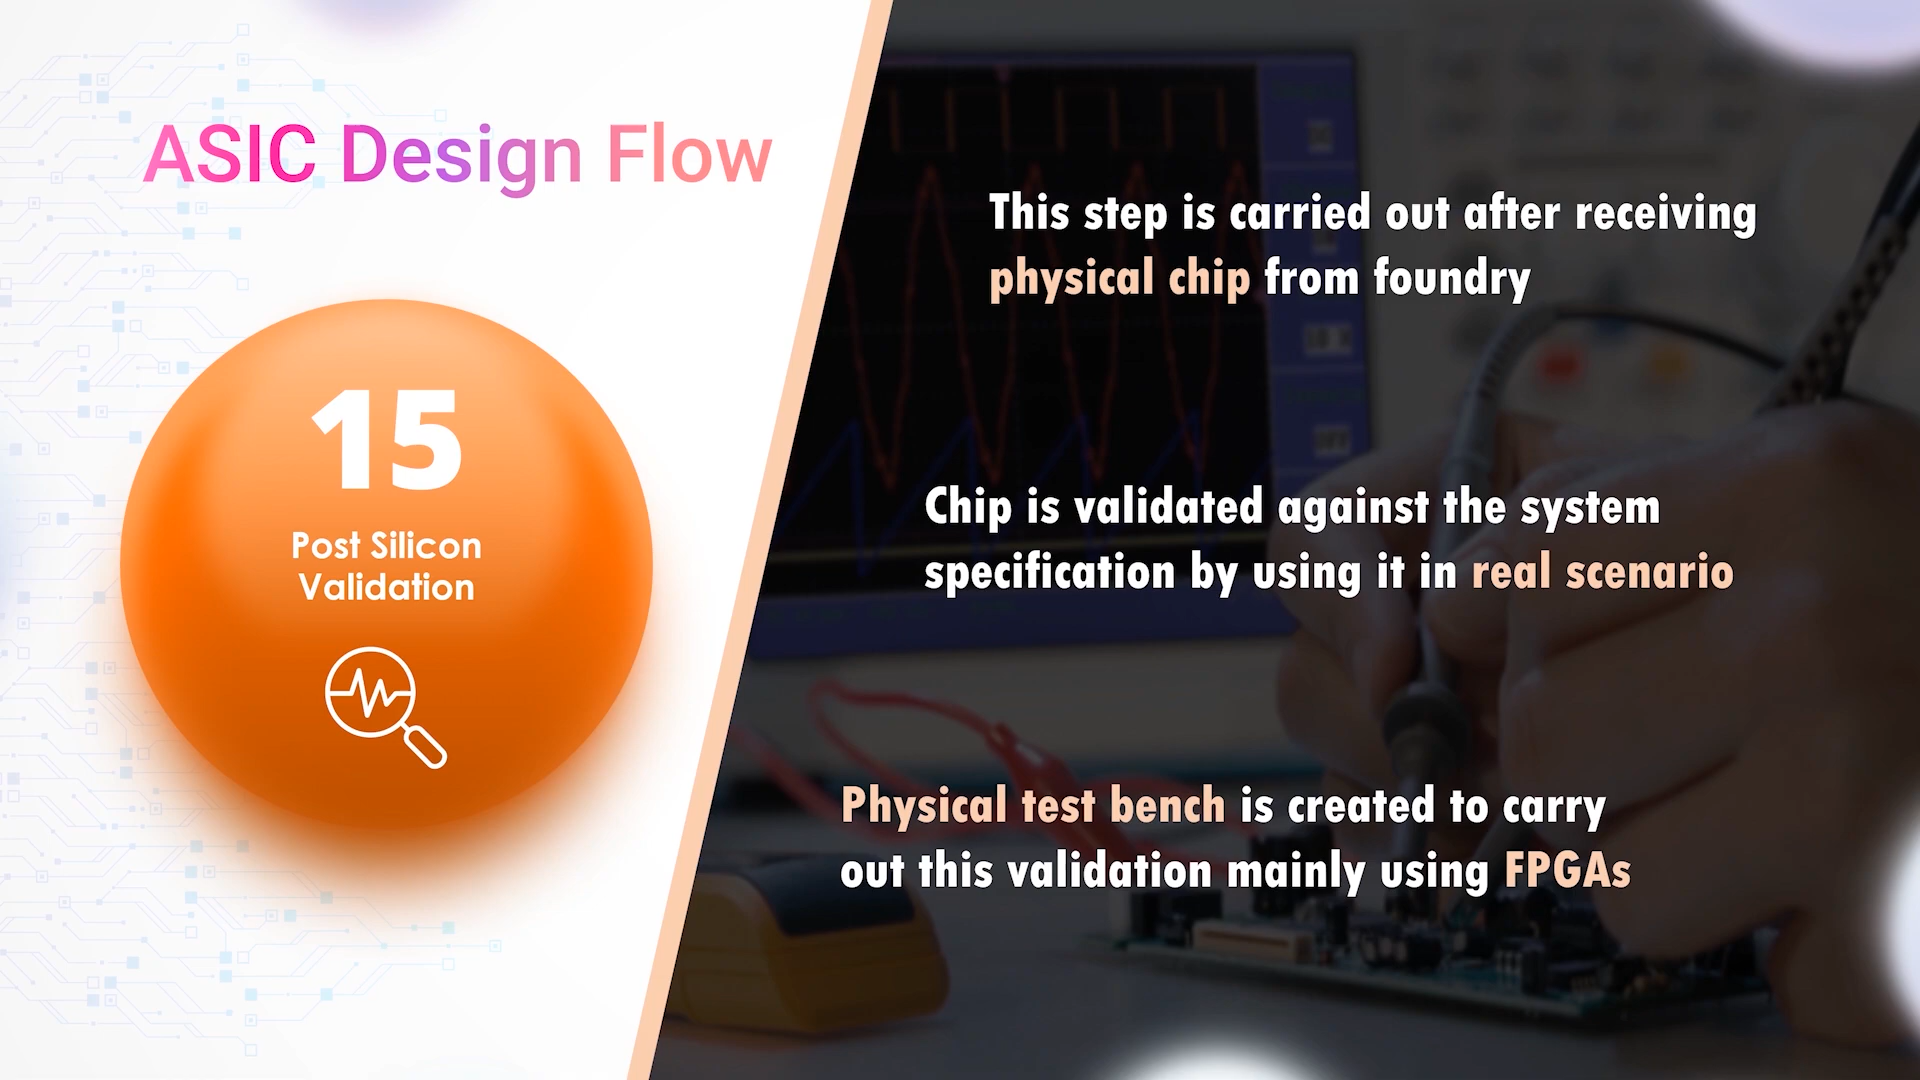 ASIC Design Flow
15
Post Silicon
Validation
This step is carried out after receiving
physical chip from foundry
Chip is validated against the system
specification by using it in real scenario
Physical test bench is created to carry
out this validation mainly using FPGAs